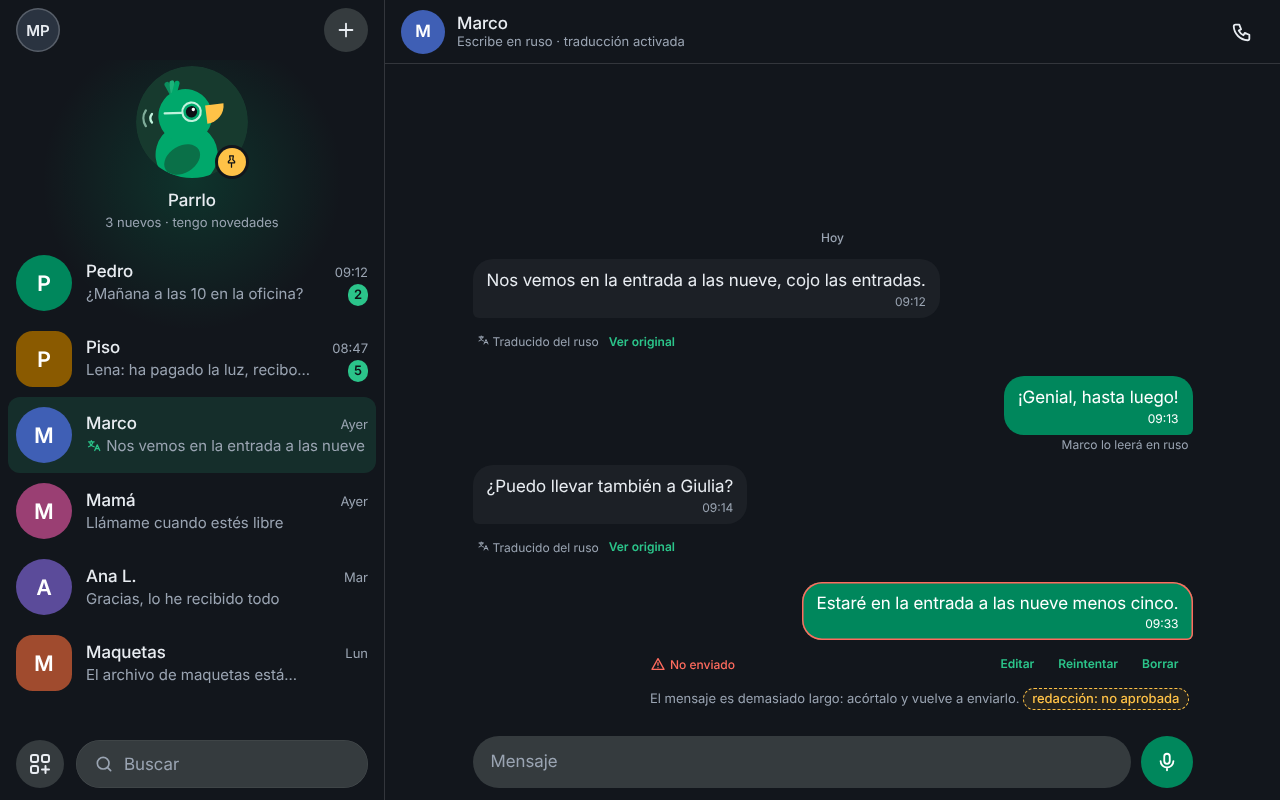 MP
Parrlo
3 nuevos · tengo novedades
P
Pedro
09:12
¿Mañana a las 10 en la oficina?
2
P
Piso
08:47
Lena: ha pagado la luz, recibo...
5
M
Marco
Ayer
Nos vemos en la entrada a las nueve
M
Mamá
Ayer
Llámame cuando estés libre
A
Ana L.
Mar
Gracias, lo he recibido todo
M
Maquetas
Lun
El archivo de maquetas está...
Buscar
M
Marco
Escribe en ruso · traducción activada
Hoy
Nos vemos en la entrada a las nueve, cojo las entradas.
09:12
Traducido del ruso Ver original
¡Genial, hasta luego!
09:13
Marco lo leerá en ruso
¿Puedo llevar también a Giulia?
09:14
Traducido del ruso Ver original
Estaré en la entrada a las nueve menos cinco.
09:33
No enviado
Editar Reintentar Borrar
El mensaje es demasiado largo: acórtalo y vuelve a enviarlo. redacción: no aprobada
Mensaje